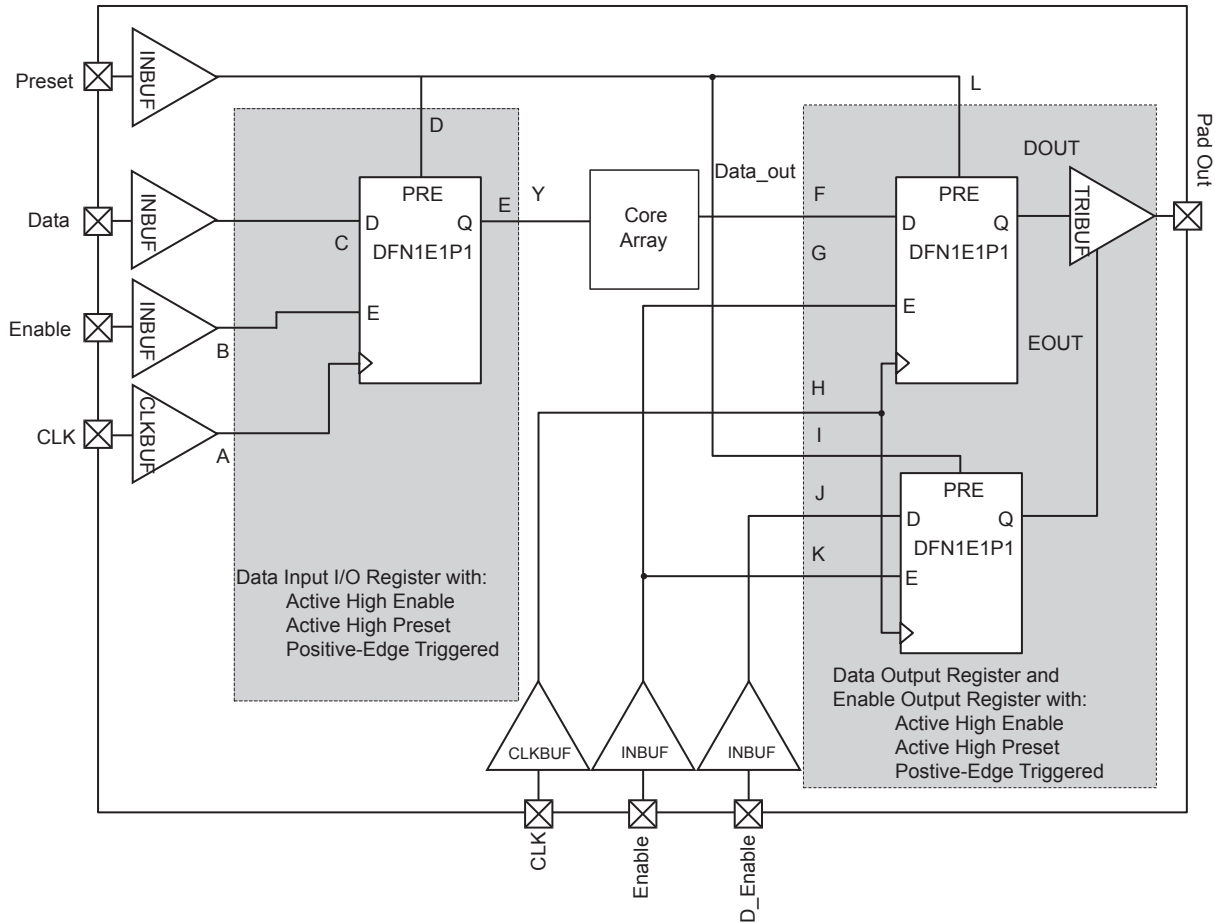 Preset
INBUF
L
D
Pad Out
DOUT
Data
INBUF
PRE
D
Q
C
DFN1E1P1
E
Y
Core
Array
Data_out
F
G
PRE
D
Q
DFN1E1P1
E
TRIBUF
Enable
INBUF
B
E
EOUT
CLK
CLKBUF
A
H
I
J
K
PRE
D
Q
DFN1E1P1
E
Data Input I/O Register with:
Active High Enable
Active High Preset
Positive-Edge Triggered
Data Output Register and
Enable Output Register with:
Active High Enable
Active High Preset
Postive-Edge Triggered
CLKBUF
INBUF
INBUF
CLK
Enable
D_Enable